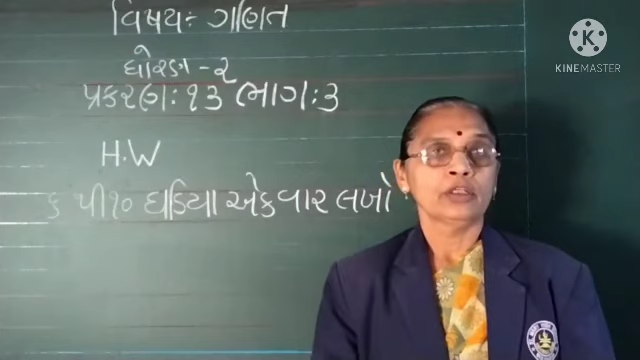 વિષય:- ગણિત
ધોરણ - ૨
પ્રકરણ: ૧૩ ભાગ: ૩
H.W
૬ થી ૧૦ ઘડિયા એકવાર લખો
KINEMASTER